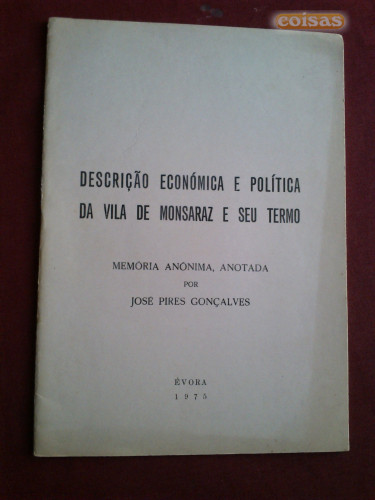 coisas
DESCRIÇÃO ECONÓMICA E POLÍTICA
DA VILA DE MONSARAZ E SEU TERMO
MEMÓRIA ANÓNIMA, ANOTADA
POR
JOSÉ PIRES GONÇALVES
ÉVORA
1975